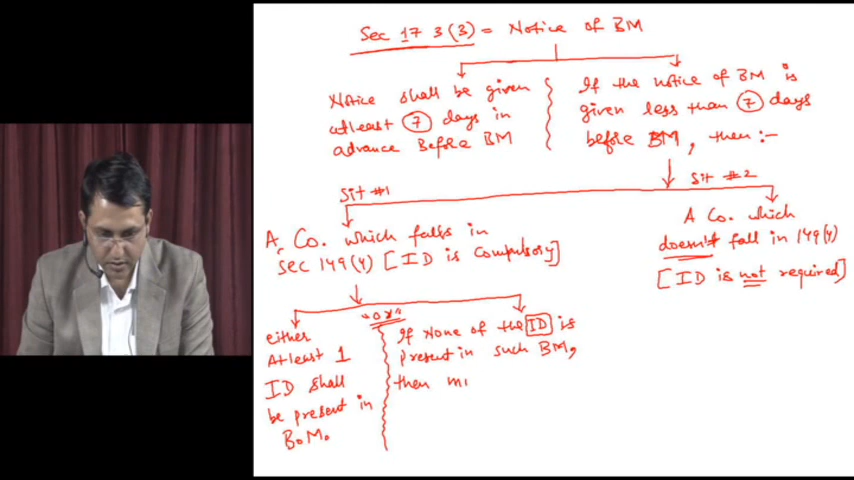 Sec 173(3) = Notice of BM
Notice shall be given
atleast 7 days in
advance Before BM
If the notice of BM is
given less than 7 days
before BM, then :-
Sit #1
Sit #2
A Co. which falls in
Sec 149(4) [ID is Compulsory]
A Co. which
doesn't fall in 149(4)
[ID is not required]
either
Atleast 1
ID shall
be present in
BoM.
"OR"
If None of the ID is
present in such BM,
then mi